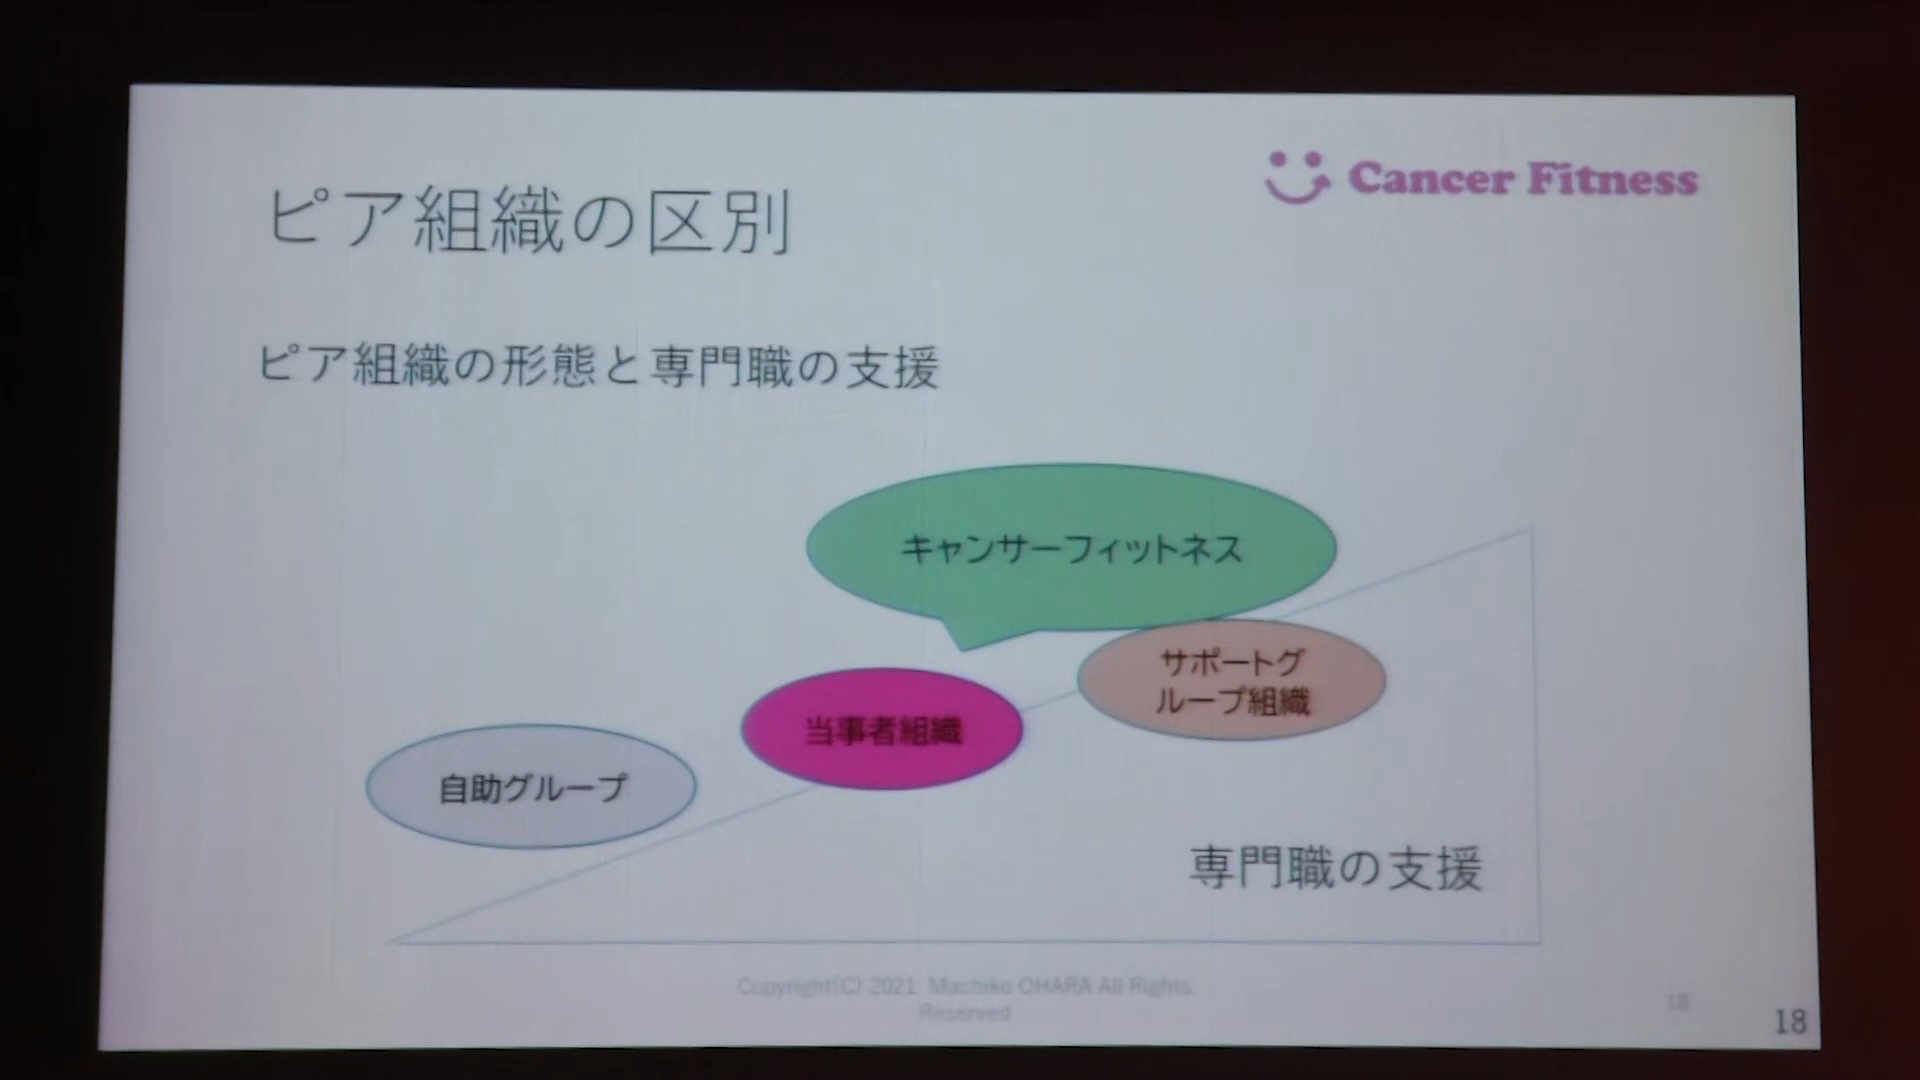 Cancer Fitness
ピア組織の区別
ピア組織の形態と専門職の支援
キャンサーフィットネス
サポートグ
ループ組織
当事者組織
自助グループ
専門職の支援
Copyright(C) 2021 Machiko OHARA All Rights
Reserved
18
18